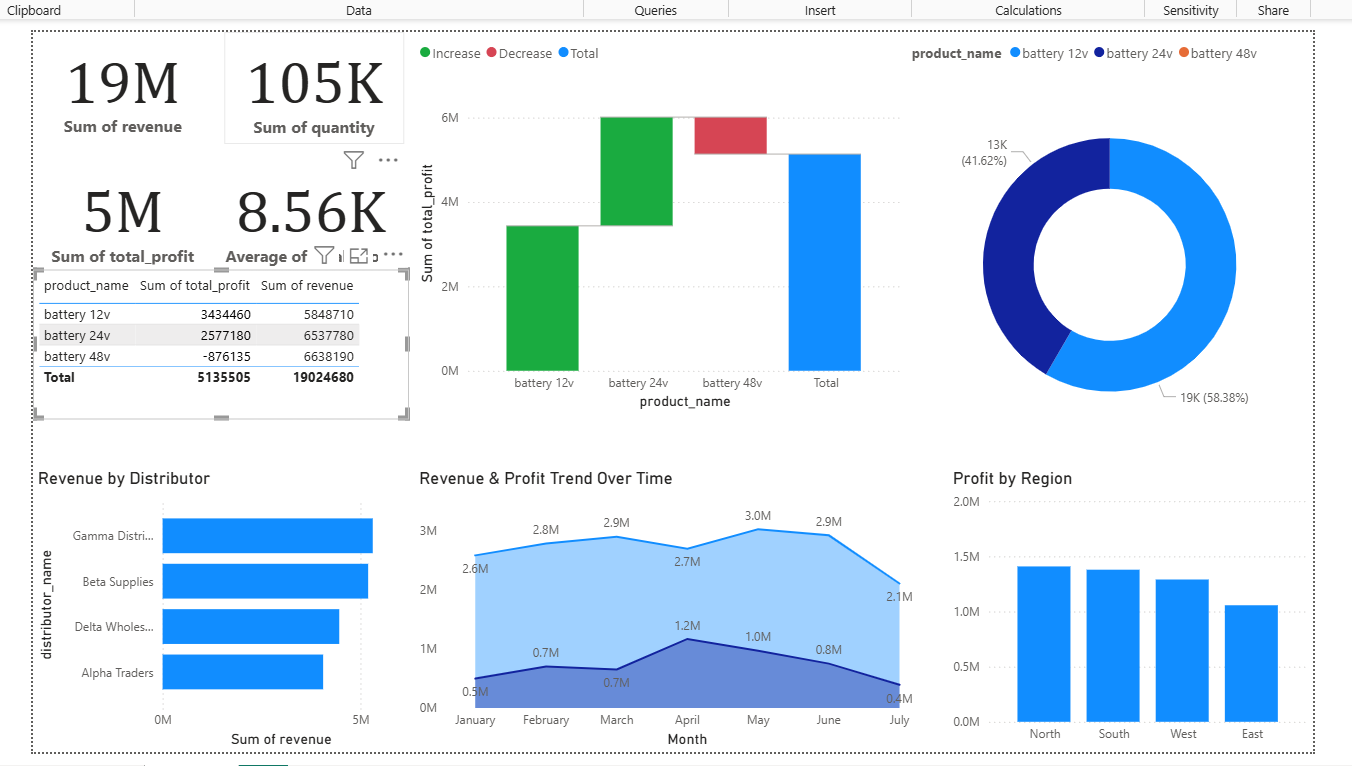 Clipboard Data Queries Insert Calculations Sensitivity Share
19M
Sum of revenue
105K
Sum of quantity
5M
Sum of total_profit
8.56K
Average of
product_name Sum of total_profit Sum of revenue
battery 12v 3434460 5848710
battery 24v 2577180 6537780
battery 48v -876135 6638190
Total 5135505 19024680
Increase Decrease Total
Sum of total_profit
6M
4M
2M
0M
battery 12v battery 24v battery 48v Total
product_name
product_name battery 12v battery 24v battery 48v
13K
(41.62%)
19K (58.38%)
Revenue by Distributor
distributor_name
Gamma Distri...
Beta Supplies
Delta Wholes...
Alpha Traders
0M 5M
Sum of revenue
Revenue & Profit Trend Over Time
3M
2M
1M
0M
2.6M 2.8M 2.9M 2.7M 3.0M 2.9M 2.1M
0.5M 0.7M 0.7M 1.2M 1.0M 0.8M 0.4M
January February March April May June July
Month
Profit by Region
2.0M
1.5M
1.0M
0.5M
0.0M
North South West East